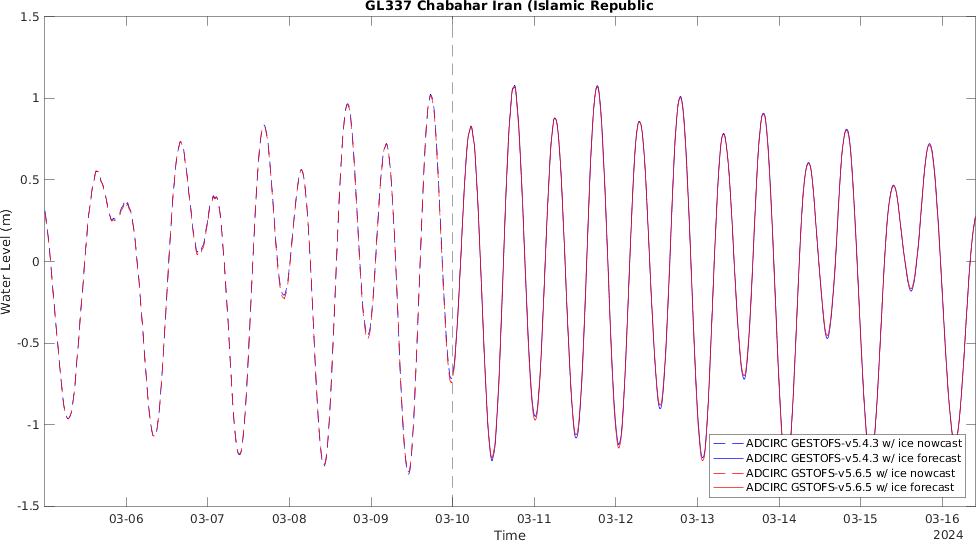 GL337 Chabahar Iran (Islamic Republic
1.5
1
0.5
0
-0.5
-1
-1.5
Water Level (m)
ADCIRC GESTOFS-v5.4.3 w/ ice nowcast
ADCIRC GESTOFS-v5.4.3 w/ ice forecast
ADCIRC GSTOFS-v5.6.5 w/ ice nowcast
ADCIRC GSTOFS-v5.6.5 w/ ice forecast
03-06 03-07 03-08 03-09 03-10 03-11 03-12 03-13 03-14 03-15 03-16
2024
Time